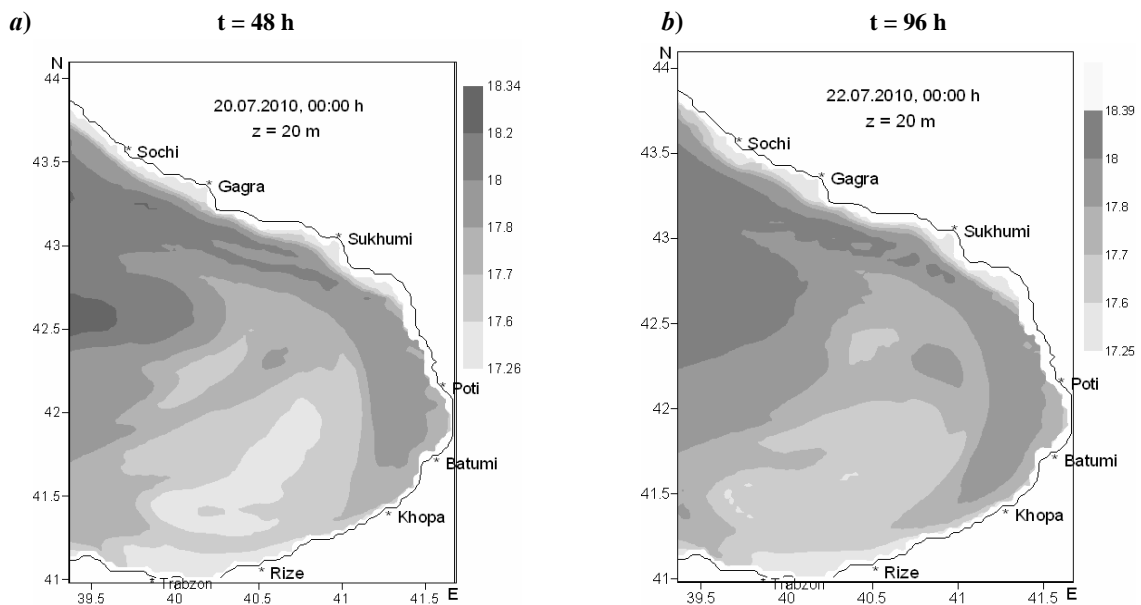 a) t = 48 h
N
44
20.07.2010, 00:00 h
z = 20 m
18.34
18.2
18
17.8
17.7
17.6
17.26
43.5
43
42.5
42
41.5
41
* Sochi
* Gagra
* Sukhumi
* Poti
* Batumi
* Khopa
* Rize
* Trabzon
39.5 40 40.5 41 41.5 E
b) t = 96 h
N
44
22.07.2010, 00:00 h
z = 20 m
18.39
18
17.8
17.7
17.6
17.25
43.5
43
42.5
42
41.5
41
* Sochi
* Gagra
* Sukhumi
* Poti
* Batumi
* Khopa
* Rize
* Trabzon
39.5 40 40.5 41 41.5 E